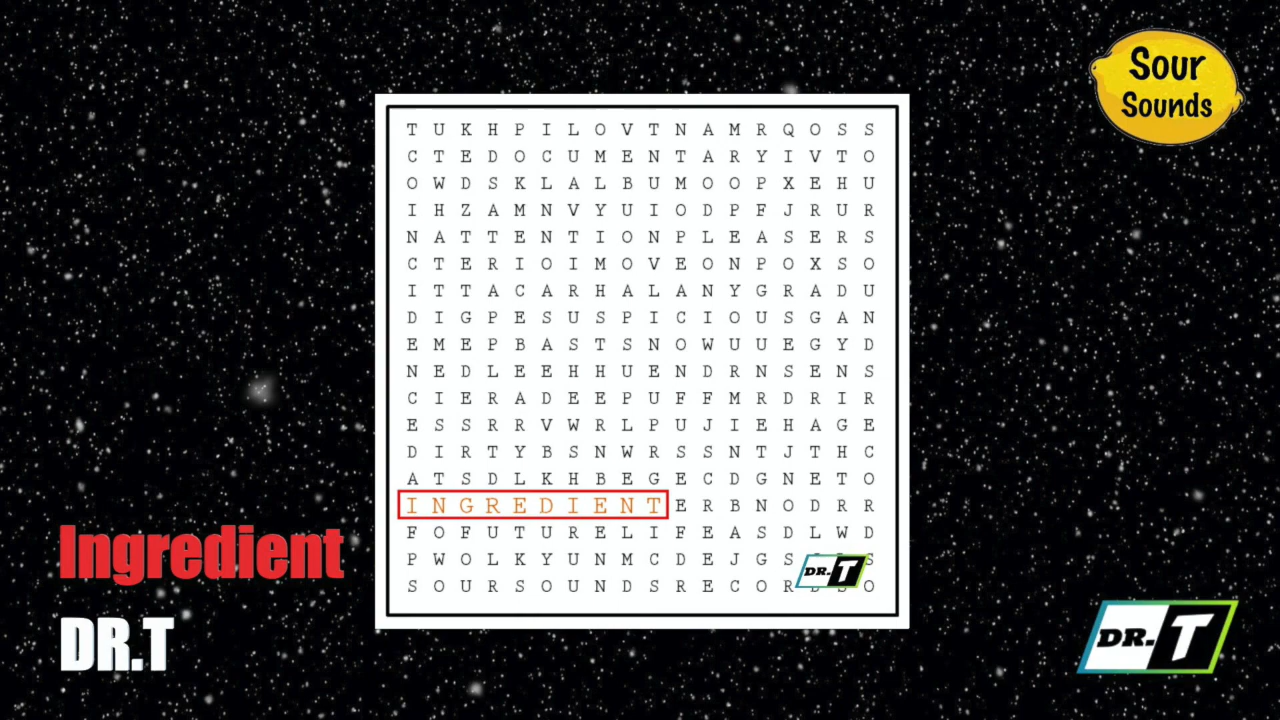 Sour
Sounds
T U K H P I L O V T N A M R Q O S S
C T E D O C U M E N T A R Y I V T O
O W D S K L A L B U M O O P X E H U
I H Z A M N V Y U I O D P F J R U R
N A T T E N T I O N P L E A S E R S
C T E R I O I M O V E O N P O X S O
I T T A C A R H A L A N Y G R A D U
D I G P E S U S P I C I O U S G A N
E M E P B A S T S N O W U U E G Y D
N E D L E E H H U E N D R N S E N S
C I E R A D E E P U F F M R D R I R
E S S R R V W R L P U J I E H A G E
D I R T Y B S N W R S S N T J T H C
A T S D L K H B E G E C D G N E T O
I N G R E D I E N T E R B N O D R R
F O F U T U R E L I F E A S D L W D
P W O L K Y U N M C D E J G S S
S O U R S O U N D S R E C O R D S O
DR.T
Ingredient
DR.T
DR.T